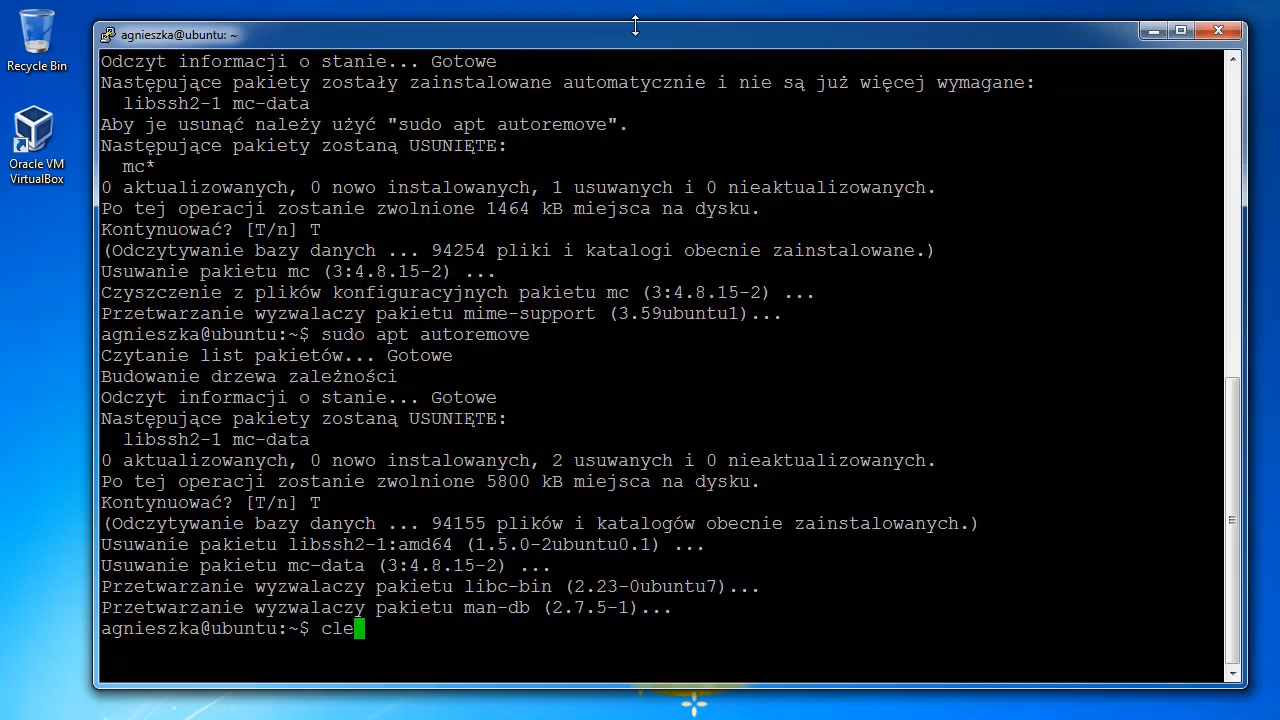 Recycle Bin
Oracle VM
VirtualBox
agnieszka@ubuntu: ~
Odczyt informacji o stanie... Gotowe
Następujące pakiety zostały zainstalowane automatycznie i nie są już więcej wymagane:
  libssh2-1 mc-data
Aby je usunąć należy użyć "sudo apt autoremove".
Następujące pakiety zostaną USUNIĘTE:
  mc*
0 aktualizowanych, 0 nowo instalowanych, 1 usuwanych i 0 nieaktualizowanych.
Po tej operacji zostanie zwolnione 1464 kB miejsca na dysku.
Kontynuować? [T/n] T
(Odczytywanie bazy danych ... 94254 pliki i katalogi obecnie zainstalowane.)
Usuwanie pakietu mc (3:4.8.15-2) ...
Czyszczenie z plików konfiguracyjnych pakietu mc (3:4.8.15-2) ...
Przetwarzanie wyzwalaczy pakietu mime-support (3.59ubuntu1)...
agnieszka@ubuntu:~$ sudo apt autoremove
Czytanie list pakietów... Gotowe
Budowanie drzewa zależności
Odczyt informacji o stanie... Gotowe
Następujące pakiety zostaną USUNIĘTE:
  libssh2-1 mc-data
0 aktualizowanych, 0 nowo instalowanych, 2 usuwanych i 0 nieaktualizowanych.
Po tej operacji zostanie zwolnione 5800 kB miejsca na dysku.
Kontynuować? [T/n] T
(Odczytywanie bazy danych ... 94155 plików i katalogów obecnie zainstalowanych.)
Usuwanie pakietu libssh2-1:amd64 (1.5.0-2ubuntu0.1) ...
Usuwanie pakietu mc-data (3:4.8.15-2) ...
Przetwarzanie wyzwalaczy pakietu libc-bin (2.23-0ubuntu7)...
Przetwarzanie wyzwalaczy pakietu man-db (2.7.5-1)...
agnieszka@ubuntu:~$ cle